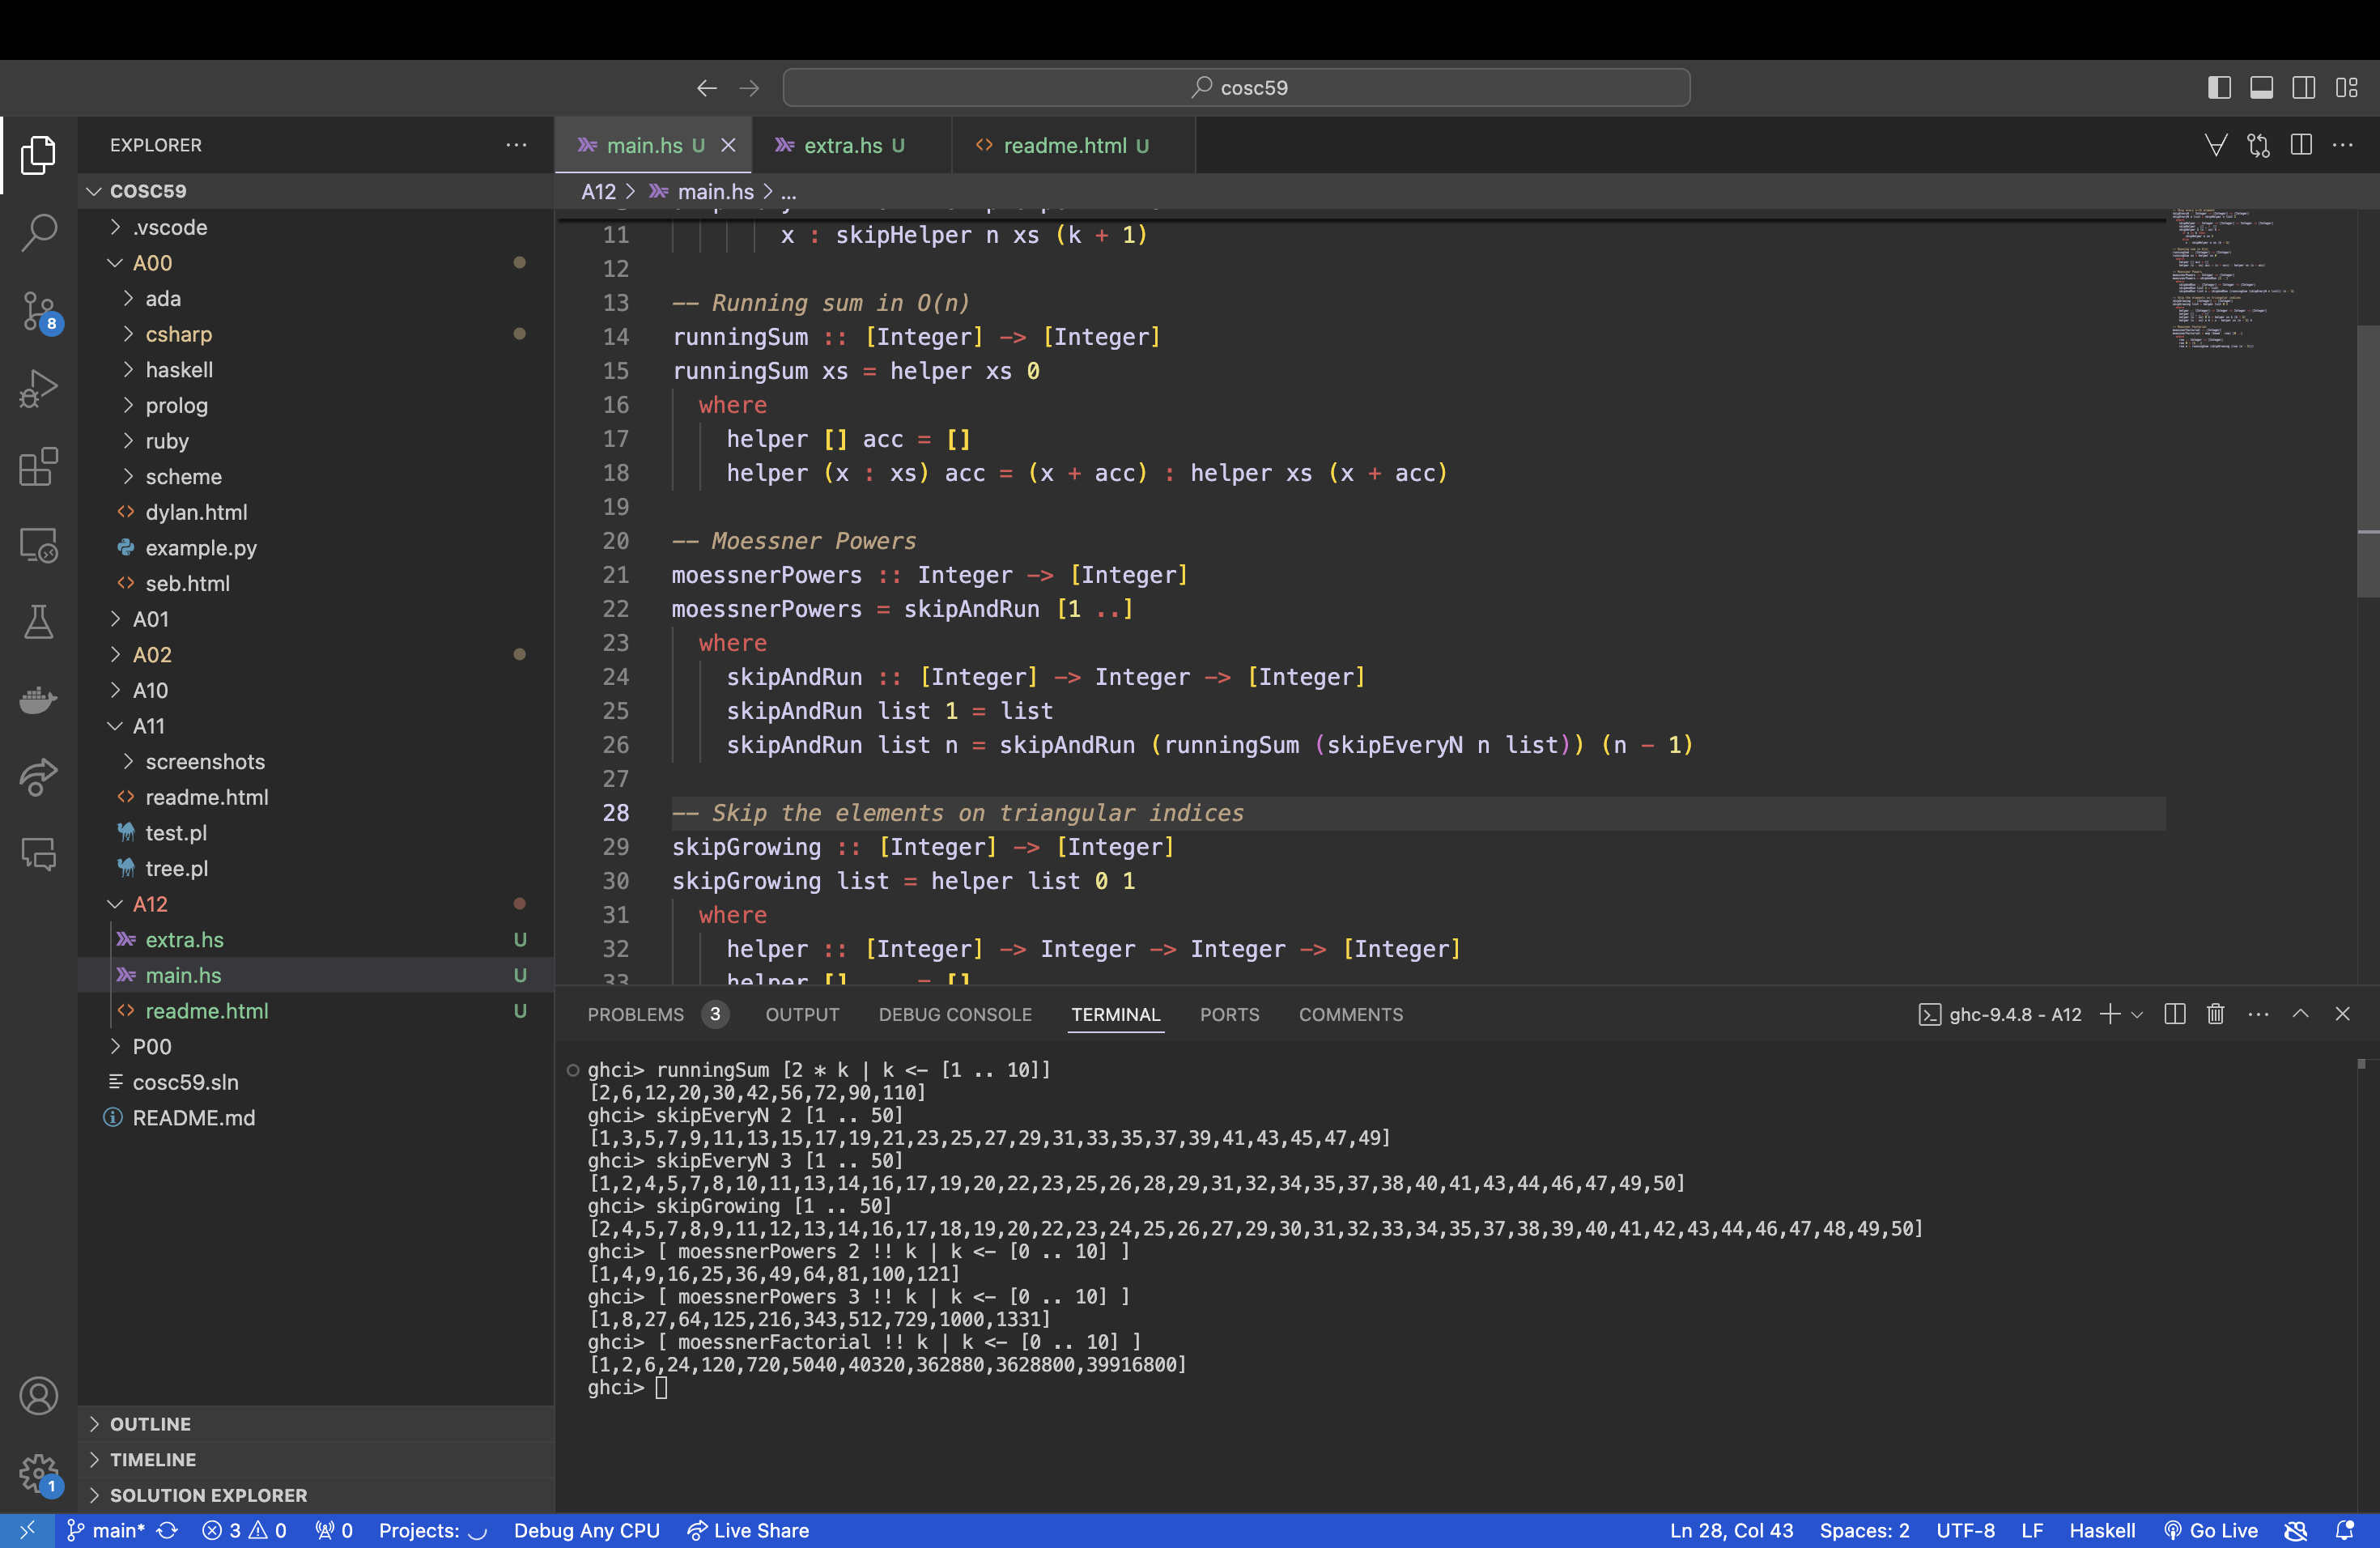 cosc59
EXPLORER
COSC59
.vscode
A00
ada
csharp
haskell
prolog
ruby
scheme
dylan.html
example.py
seb.html
A01
A02
A10
A11
screenshots
readme.html
test.pl
tree.pl
A12
extra.hs U
main.hs U
readme.html U
P00
cosc59.sln
README.md
OUTLINE
TIMELINE
SOLUTION EXPLORER
8
1
main.hs U
extra.hs U
readme.html U
A12 > main.hs > ...
11 x : skipHelper n xs (k + 1)
12
13 -- Running sum in O(n)
14 runningSum :: [Integer] -> [Integer]
15 runningSum xs = helper xs 0
16 where
17 helper [] acc = []
18 helper (x : xs) acc = (x + acc) : helper xs (x + acc)
19
20 -- Moessner Powers
21 moessnerPowers :: Integer -> [Integer]
22 moessnerPowers = skipAndRun [1 ..]
23 where
24 skipAndRun :: [Integer] -> Integer -> [Integer]
25 skipAndRun list 1 = list
26 skipAndRun list n = skipAndRun (runningSum (skipEveryN n list)) (n - 1)
27
28 -- Skip the elements on triangular indices
29 skipGrowing :: [Integer] -> [Integer]
30 skipGrowing list = helper list 0 1
31 where
32 helper :: [Integer] -> Integer -> Integer -> [Integer]
33 helper [] _ _ = []
PROBLEMS 3 OUTPUT DEBUG CONSOLE TERMINAL PORTS COMMENTS
ghc-9.4.8 - A12
ghci> runningSum [2 * k | k <- [1 .. 10]]
[2,6,12,20,30,42,56,72,90,110]
ghci> skipEveryN 2 [1 .. 50]
[1,3,5,7,9,11,13,15,17,19,21,23,25,27,29,31,33,35,37,39,41,43,45,47,49]
ghci> skipEveryN 3 [1 .. 50]
[1,2,4,5,7,8,10,11,13,14,16,17,19,20,22,23,25,26,28,29,31,32,34,35,37,38,40,41,43,44,46,47,49,50]
ghci> skipGrowing [1 .. 50]
[2,4,5,7,8,9,11,12,13,14,16,17,18,19,20,22,23,24,25,26,27,29,30,31,32,33,34,35,37,38,39,40,41,42,43,44,46,47,48,49,50]
ghci> [ moessnerPowers 2 !! k | k <- [0 .. 10] ]
[1,4,9,16,25,36,49,64,81,100,121]
ghci> [ moessnerPowers 3 !! k | k <- [0 .. 10] ]
[1,8,27,64,125,216,343,512,729,1000,1331]
ghci> [ moessnerFactorial !! k | k <- [0 .. 10] ]
[1,2,6,24,120,720,5040,40320,362880,3628800,39916800]
ghci>
main* 3 0 0 Projects: Debug Any CPU Live Share Ln 28, Col 43 Spaces: 2 UTF-8 LF Haskell Go Live